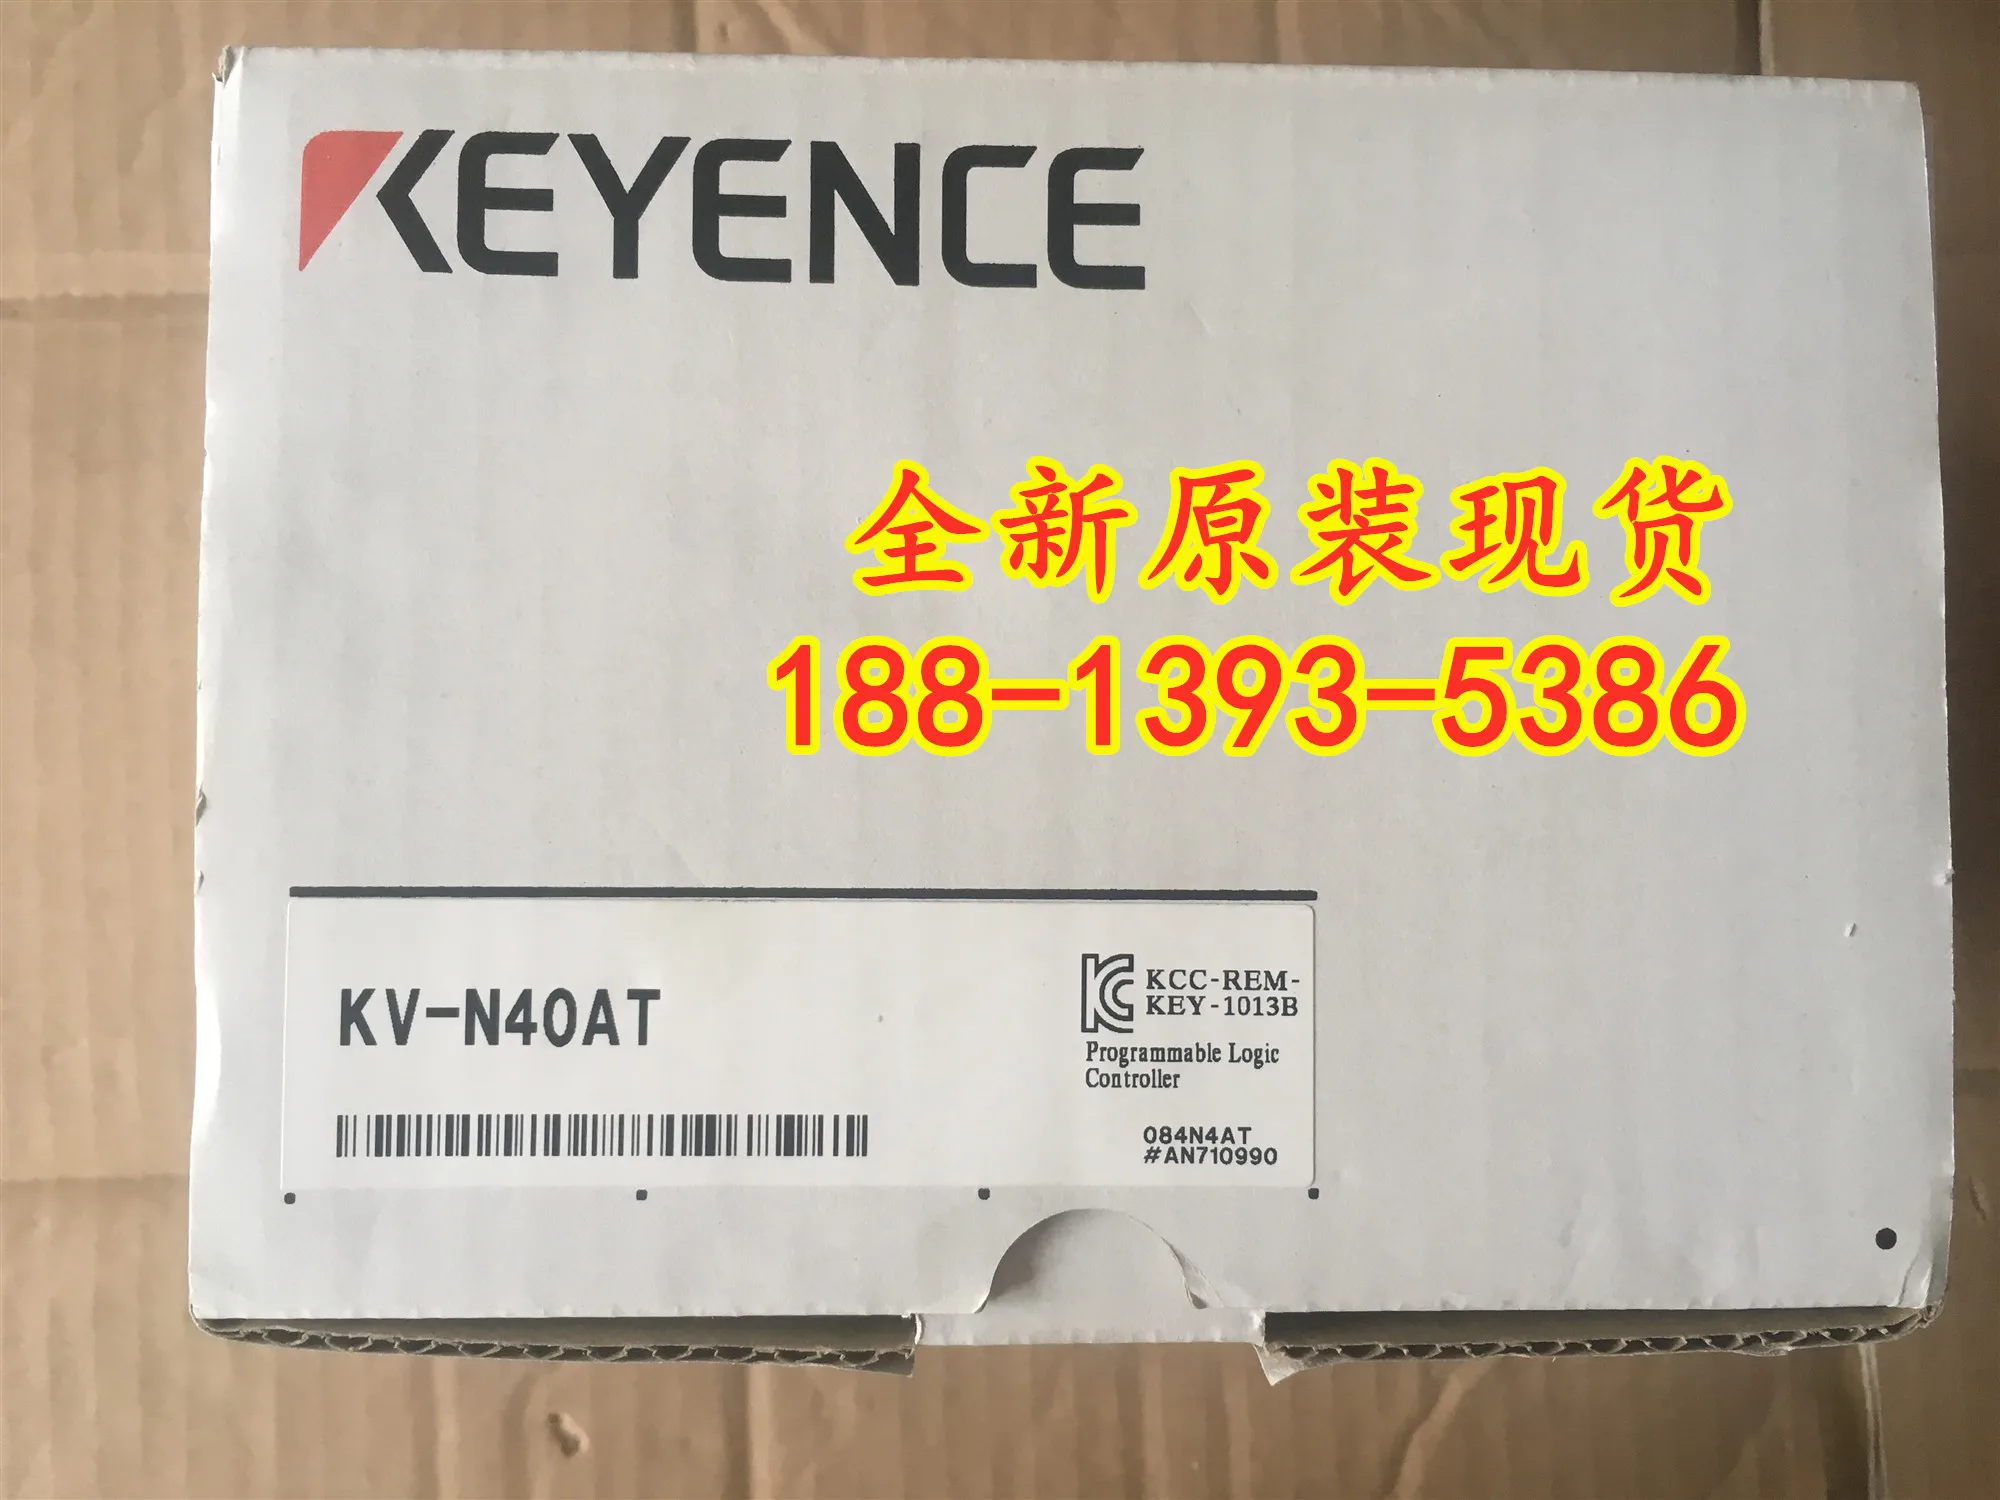 KEYENCE
全新原装现货
188-1393-5386
KV-N40AT
KCC-REM-
KEY-1013B
Programmable Logic
Controller
084N4AT
#AN710990